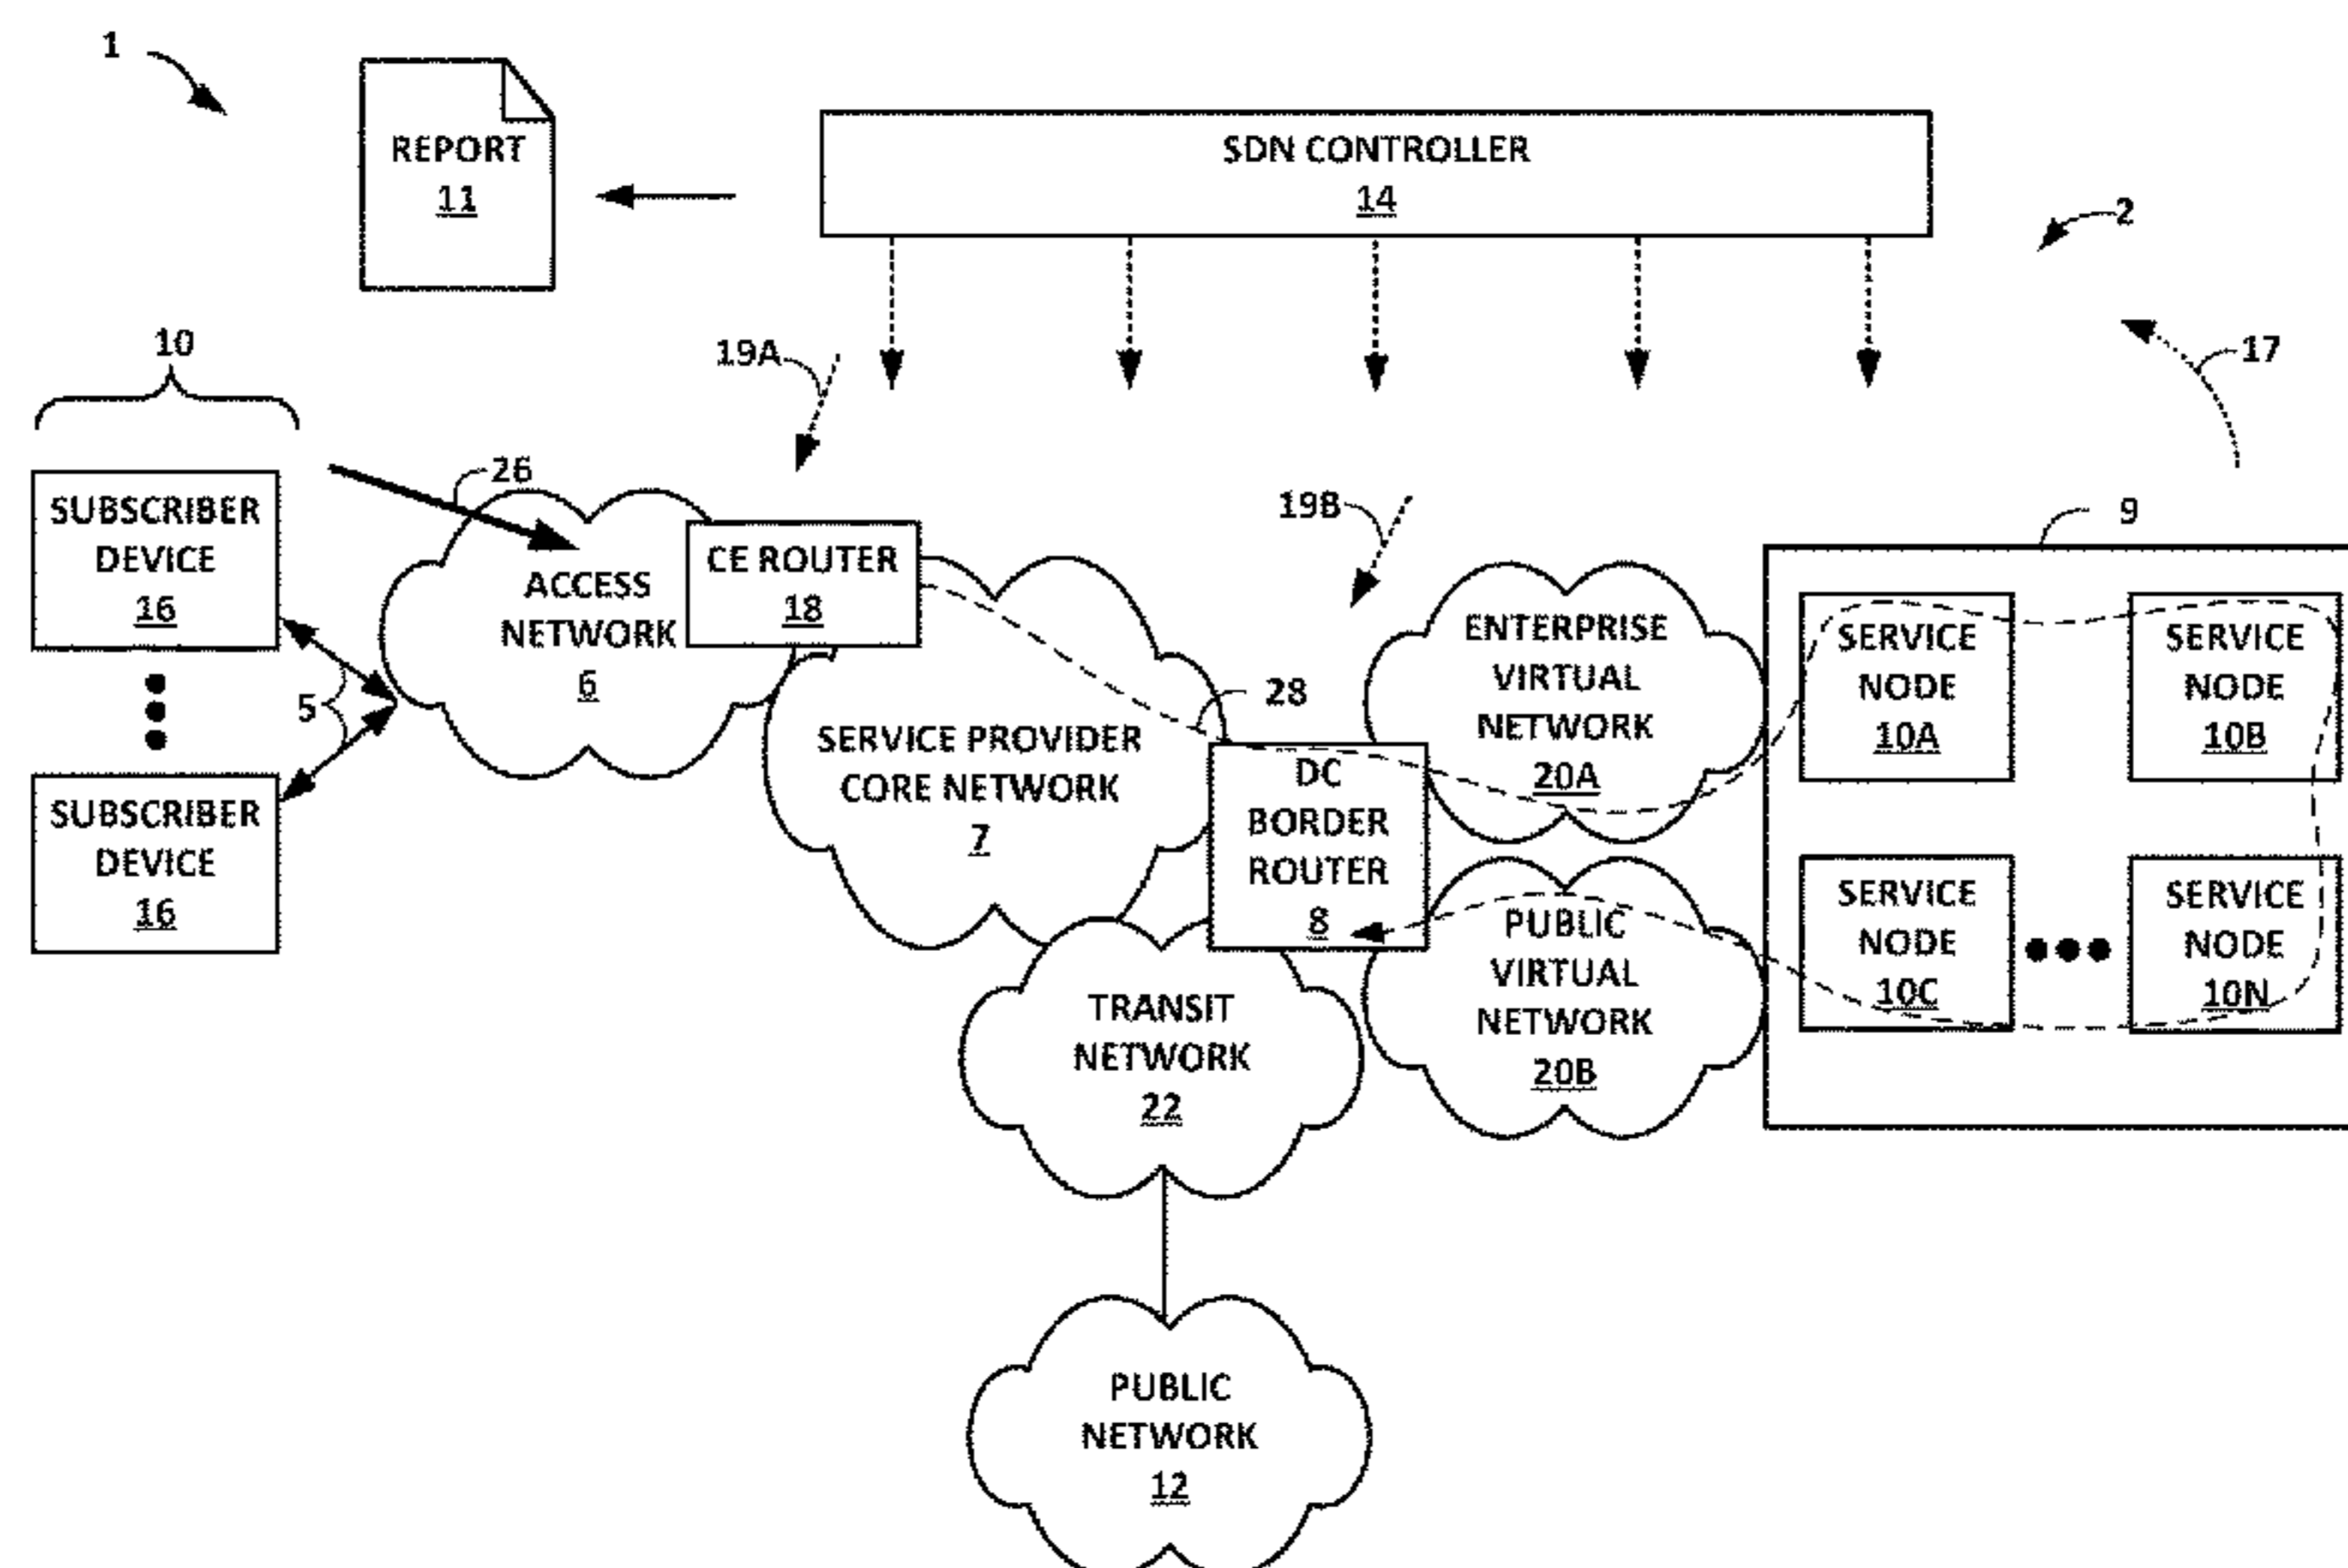 1
REPORT
11
SDN CONTROLLER
14
2
17
10
19A
26
19B
9
SUBSCRIBER
DEVICE
16
5
SUBSCRIBER
DEVICE
16
ACCESS
NETWORK
6
CE ROUTER
18
28
SERVICE PROVIDER
CORE NETWORK
7
DC
BORDER
ROUTER
8
ENTERPRISE
VIRTUAL
NETWORK
20A
PUBLIC
VIRTUAL
NETWORK
20B
SERVICE
NODE
10A
SERVICE
NODE
10B
SERVICE
NODE
10C
SERVICE
NODE
10N
TRANSIT
NETWORK
22
PUBLIC
NETWORK
12